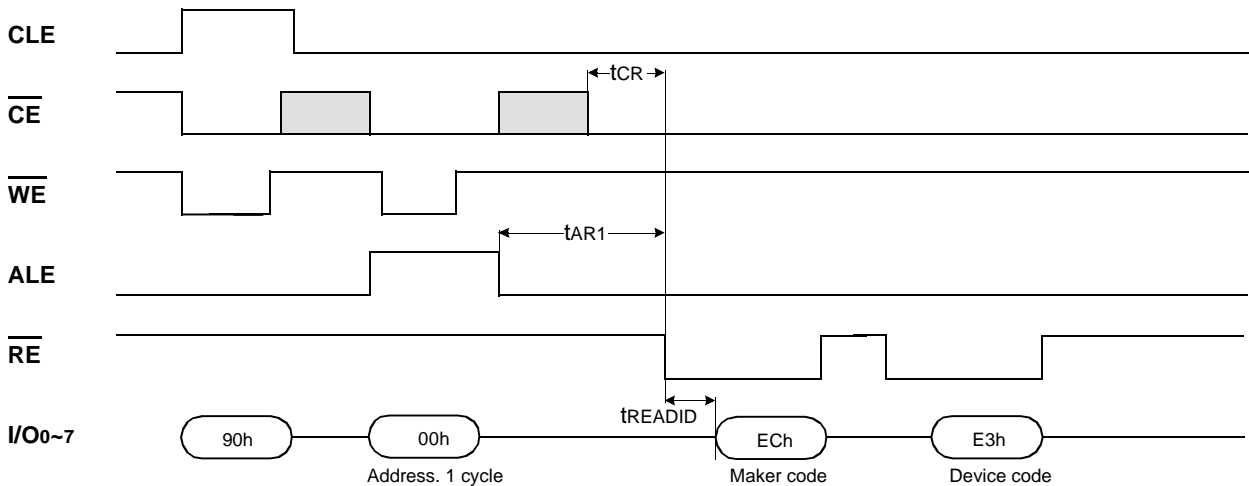 CLE
tCR
CE
WE
tAR1
ALE
RE
tREADID
I/O0~7
90h
00h
ECh
E3h
Address. 1 cycle
Maker code
Device code